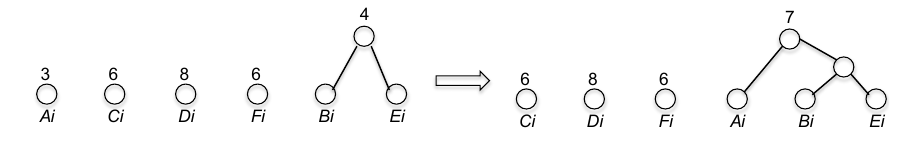 4 7
3 6 8 6 6 8 6
Ai Ci Di Fi Bi Ei Ci Di Fi Ai Bi Ei